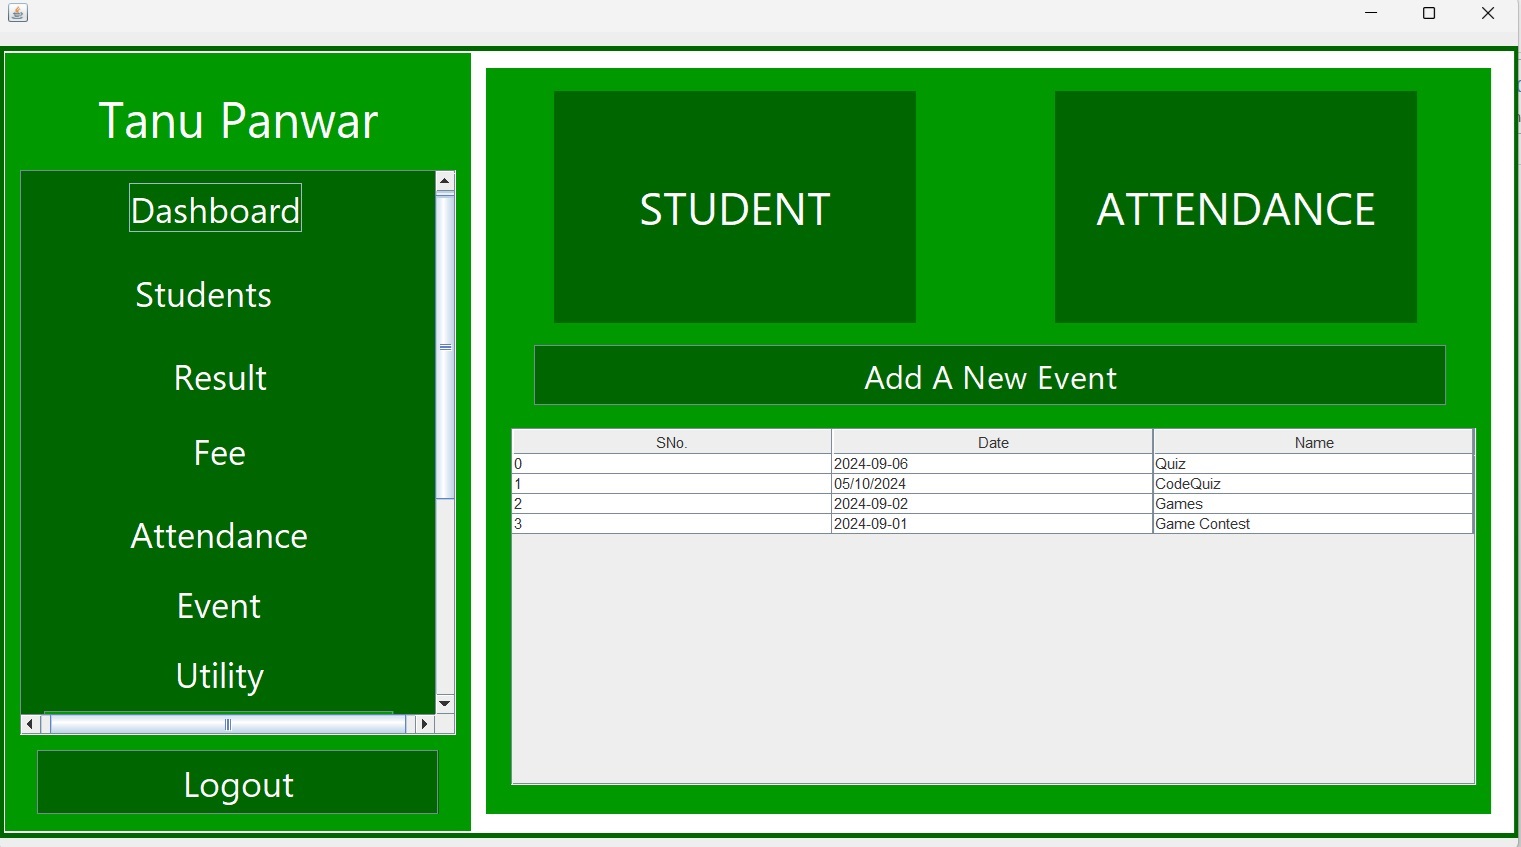 Tanu Panwar
Dashboard
Students
Result
Fee
Attendance
Event
Utility
Logout
STUDENT
ATTENDANCE
Add A New Event
SNo. Date Name
0 2024-09-06 Quiz
1 05/10/2024 CodeQuiz
2 2024-09-02 Games
3 2024-09-01 Game Contest